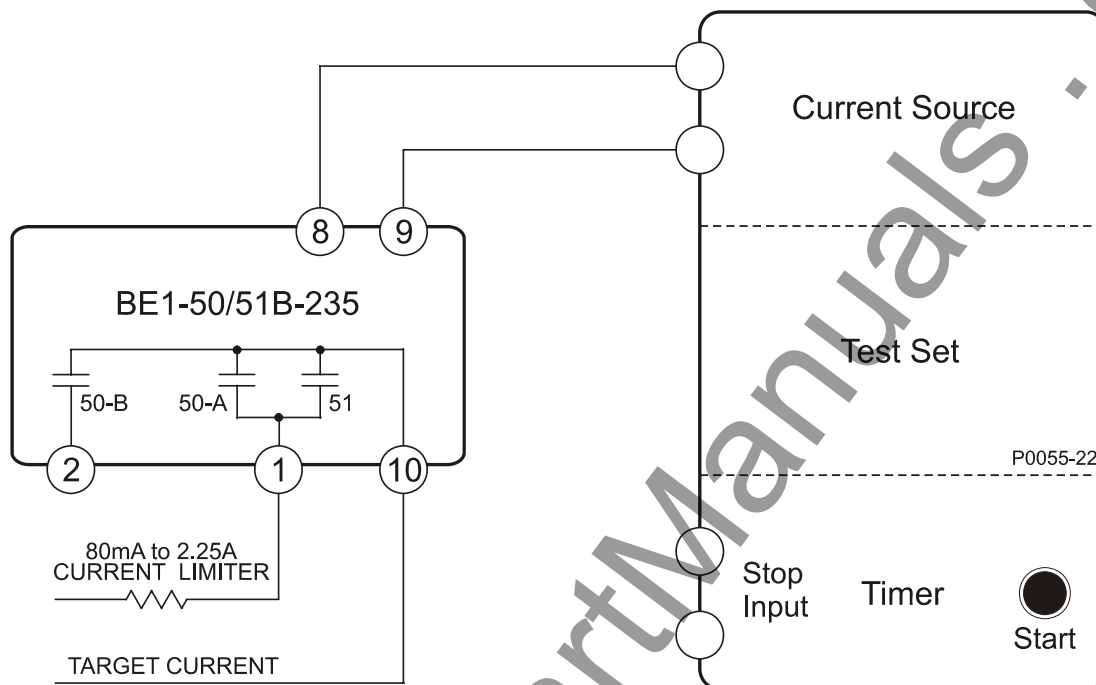 Current Source
8
9
BE1-50/51B-235
50-B
50-A
51
Test Set
2
1
10
P0055-22
80mA to 2.25A
CURRENT LIMITER
Stop
Input
Timer
Start
TARGET CURRENT